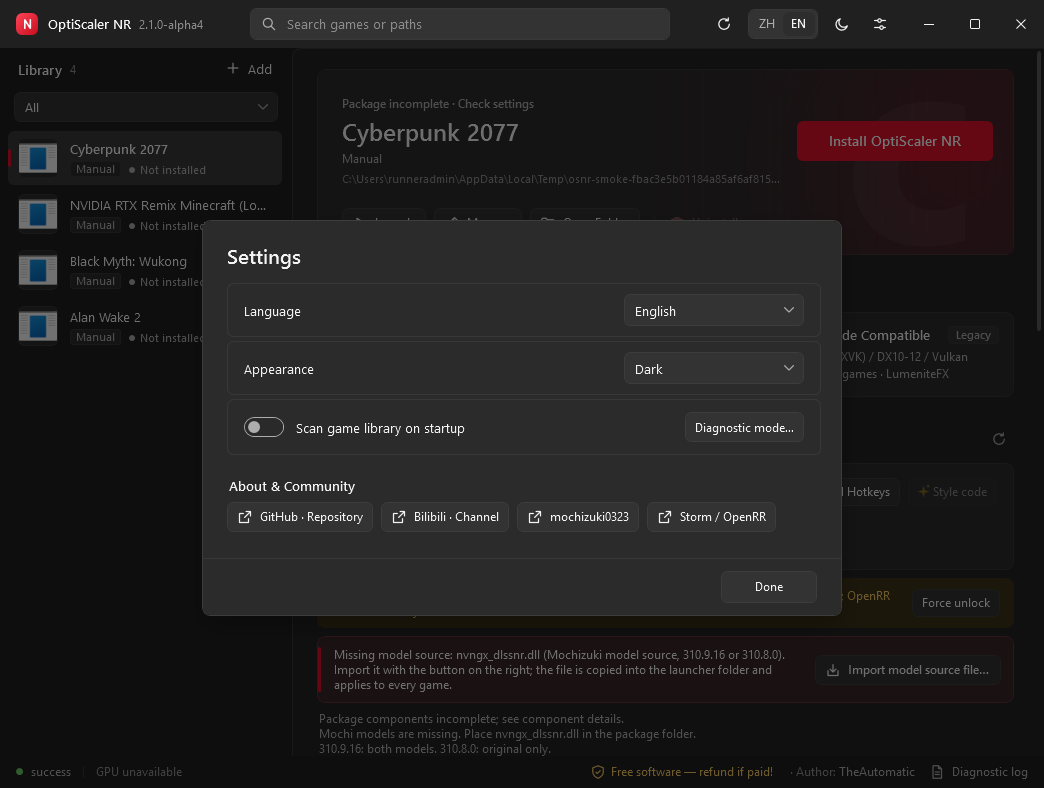 N OptiScaler NR 2.1.0-alpha4
Search games or paths
ZH EN
Library 4
Add
All
Cyberpunk 2077
Manual Not installed
NVIDIA RTX Remix Minecraft (Lo...
Manual Not installed
Black Myth: Wukong
Manual Not installed
Alan Wake 2
Manual Not installed
Package incomplete · Check settings
Cyberpunk 2077
Manual
C:\Users\runneradmin\AppData\Local\Temp\osnr-smoke-fbac3e5b01184a85af6af815...
Install OptiScaler NR
Settings
Language
English
Appearance
Dark
Scan game library on startup
Diagnostic mode...
About & Community
GitHub · Repository
Bilibili · Channel
mochizuki0323
Storm / OpenRR
Done
de Compatible
Legacy
XVK) / DX10-12 / Vulkan
games · LumeniteFX
Hotkeys
Style code
OpenRR
Force unlock
Missing model source: nvngx_dlssnr.dll (Mochizuki model source, 310.9.16 or 310.8.0).
Import it with the button on the right; the file is copied into the launcher folder and
applies to every game.
Import model source file...
Package components incomplete; see component details.
Mochi models are missing. Place nvngx_dlssnr.dll in the package folder.
310.9.16: both models. 310.8.0: original only.
success
GPU unavailable
Free software — refund if paid!
· Author: TheAutomatic
Diagnostic log